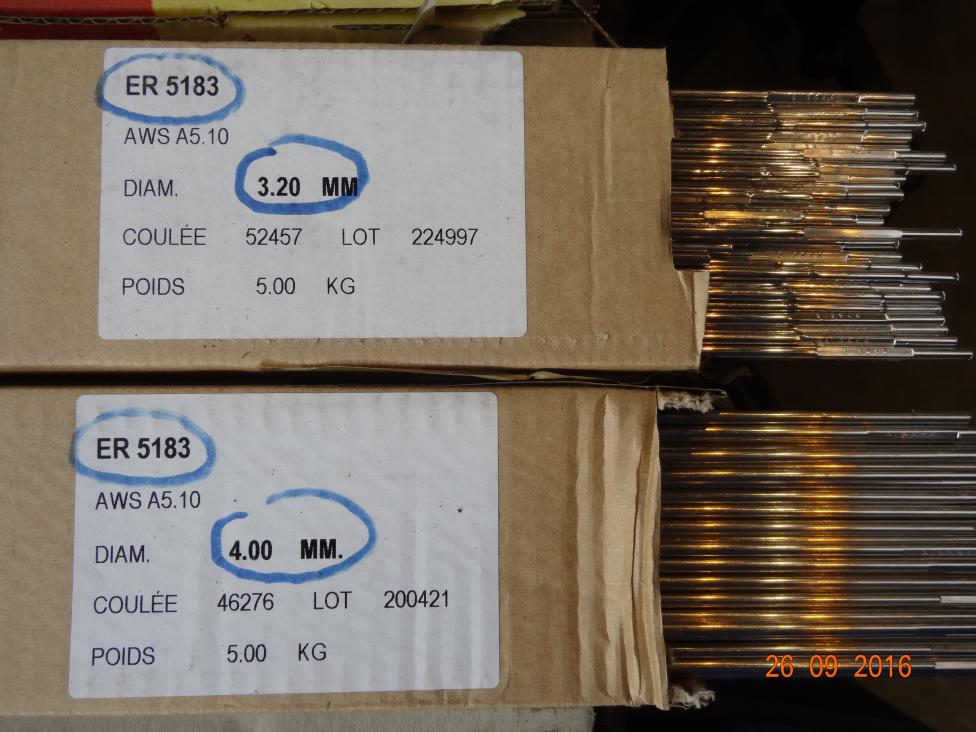 ER 5183
AWS A5.10
DIAM. 3.20 MM
COULÉE 52457 LOT 224997
POIDS 5.00 KG
ER 5183
AWS A5.10
DIAM. 4.00 MM.
COULÉE 46276 LOT 200421
POIDS 5.00 KG
26 09 2016